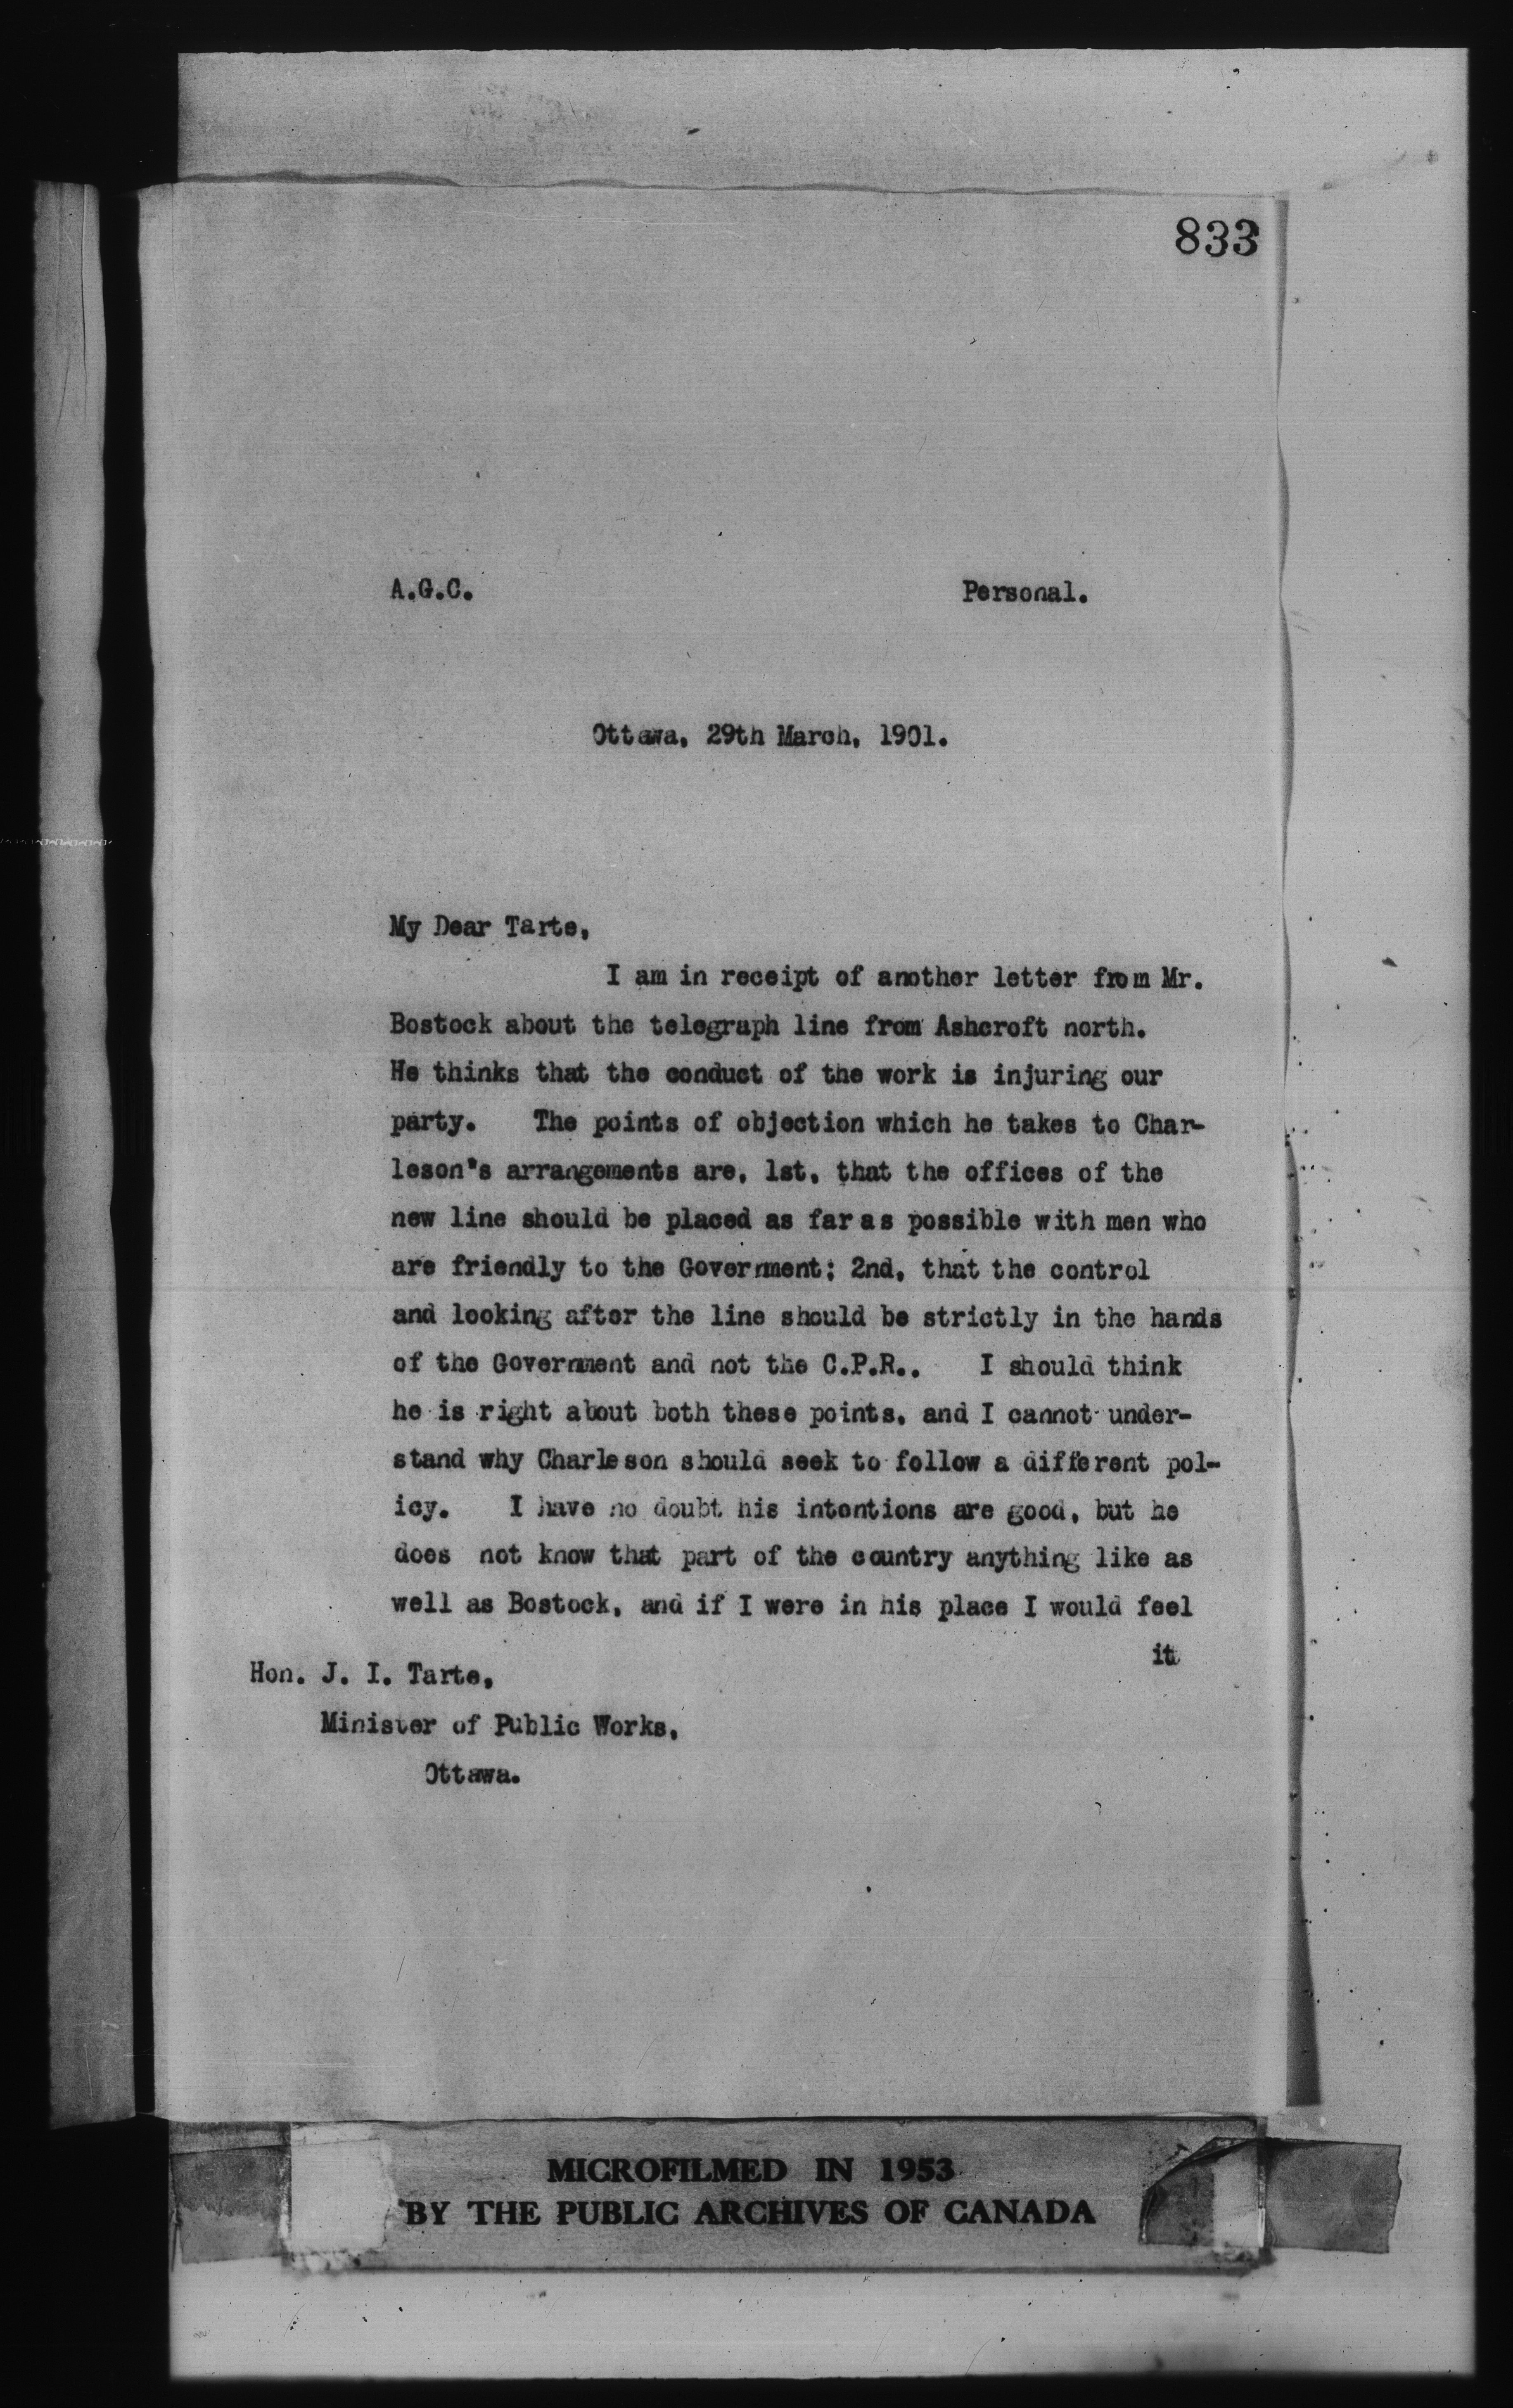 833
A.G.C. Personal.
Ottawa, 29th March, 1901.
My Dear Tarte,
I am in receipt of another letter from Mr.
Bostock about the telegraph line from Ashcroft north.
He thinks that the conduct of the work is injuring our
party. The points of objection which he takes to Char-
leson's arrangements are, 1st, that the offices of the
new line should be placed as far as possible with men who
are friendly to the Government; 2nd, that the control
and looking after the line should be strictly in the hands
of the Government and not the C.P.R.. I should think
he is right about both these points, and I cannot under-
stand why Charleson should seek to follow a different pol-
icy. I have no doubt his intentions are good, but he
does not know that part of the country anything like as
well as Bostock, and if I were in his place I would feel
it
Hon. J. I. Tarte,
Minister of Public Works,
Ottawa.
MICROFILMED IN 1953
BY THE PUBLIC ARCHIVES OF CANADA